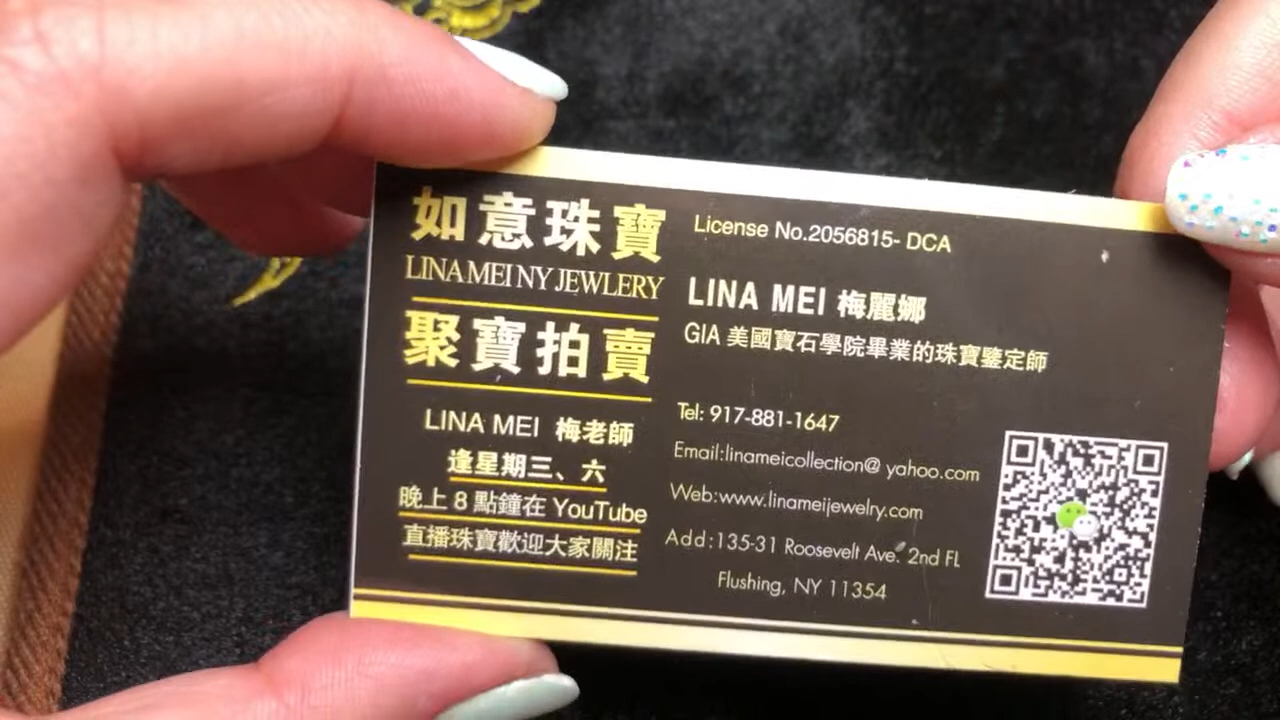 如意珠寶
LINA MEI NY JEWLERY
聚寶拍賣
LINA MEI 梅老師
逢星期三、六
晚上 8 點鐘在 YouTube
直播珠寶歡迎大家關注
License No.2056815- DCA
LINA MEI 梅麗娜
GIA 美國寶石學院畢業的珠寶鑒定師
Tel: 917-881-1647
Email:linameicollection@ yahoo.com
Web:www.linameijewelry.com
Add:135-31 Roosevelt Ave. 2nd FL
Flushing, NY 11354